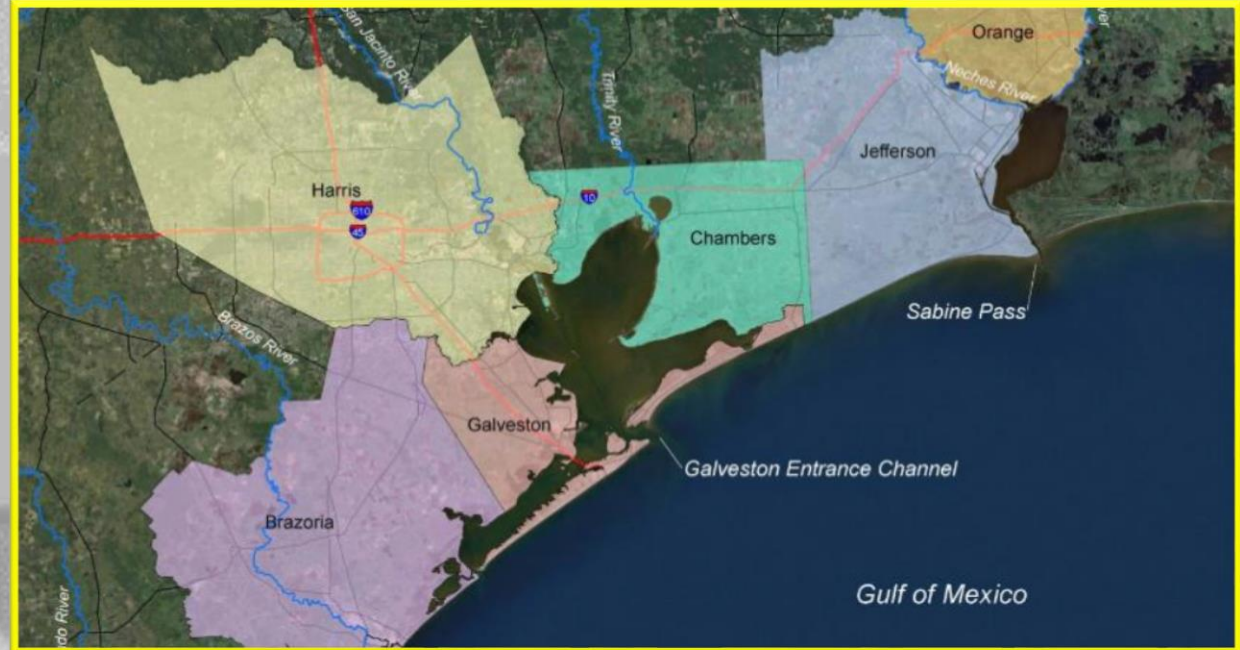 Orange
San Jacinto River
Neches River
Trinity River
Jefferson
Harris
610
10
45
Chambers
Sabine Pass
Brazos River
Galveston
Galveston Entrance Channel
Brazoria
Gulf of Mexico